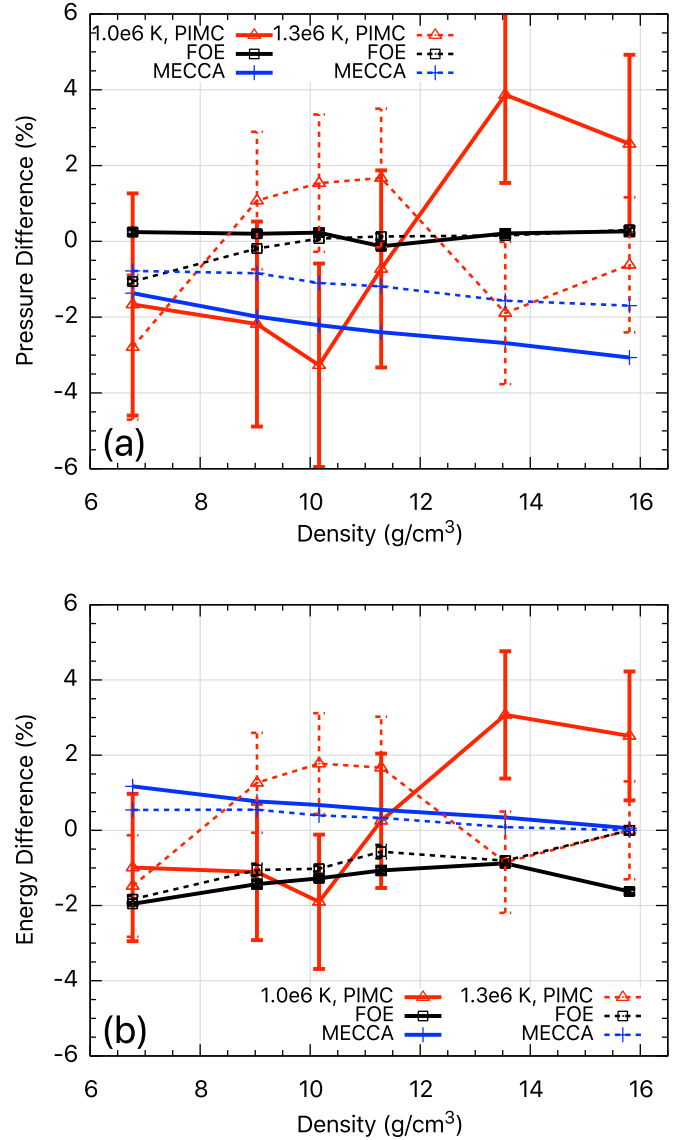 6
1.0e6 K, PIMC 1.3e6 K, PIMC
FOE FOE
MECCA MECCA
4
2
0
-2
-4
-6
Pressure Difference (%)
(a)
6 8 10 12 14 16
Density (g/cm³)
6
4
2
0
-2
-4
-6
Energy Difference (%)
1.0e6 K, PIMC 1.3e6 K, PIMC
FOE FOE
MECCA MECCA
(b)
6 8 10 12 14 16
Density (g/cm³)